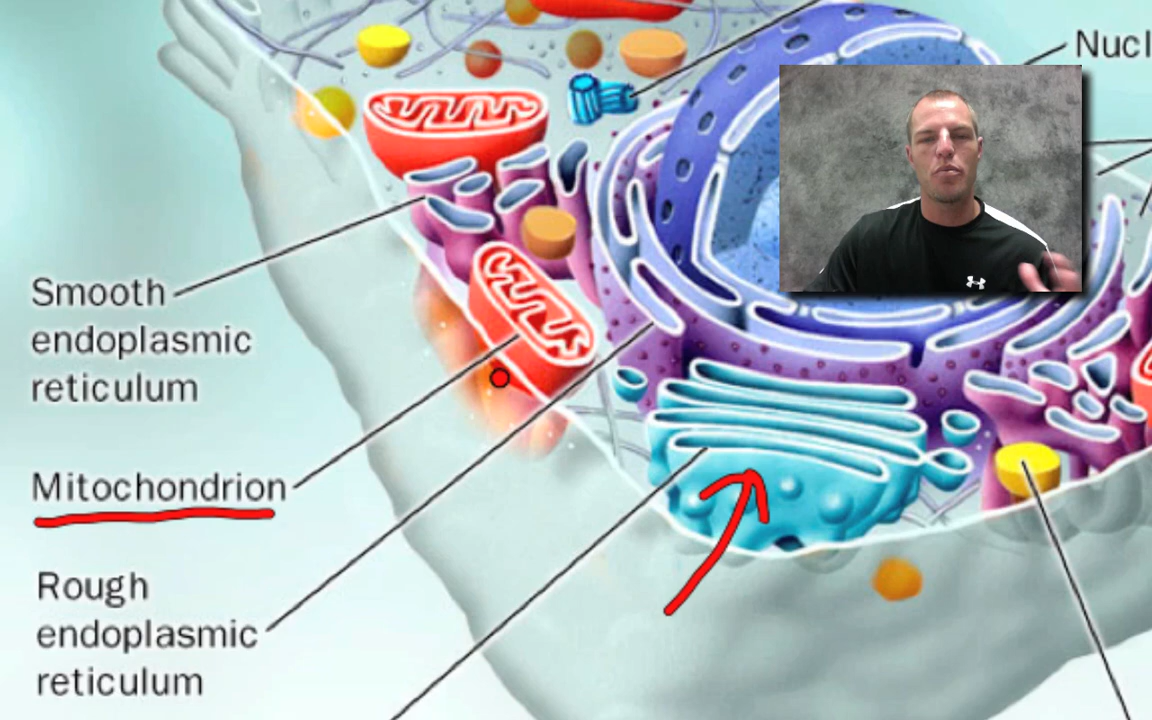 Nucl
Smooth
endoplasmic
reticulum
Mitochondrion
Rough
endoplasmic
reticulum